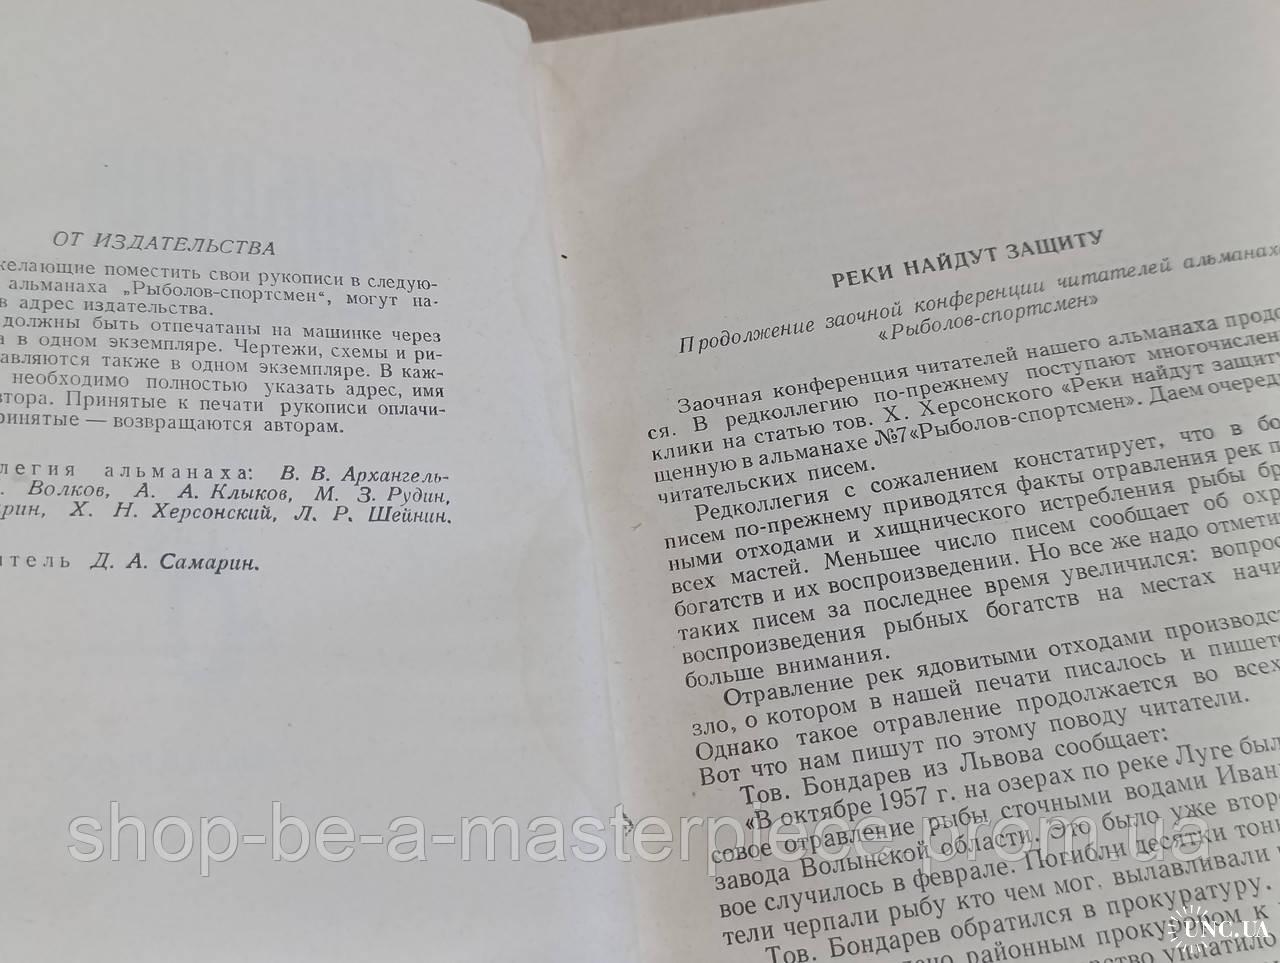 ОТ ИЗДАТЕЛЬСТВА
желающие поместить свои рукописи в следую-
альманаха „Рыболов-спортсмен“, могут на-
в адрес издательства.
должны быть отпечатаны на машинке через
а в одном экземпляре. Чертежи, схемы и ри-
авляются также в одном экземпляре. В каж-
необходимо полностью указать адрес, имя
втора. Принятые к печати рукописи оплачи-
ринятые — возвращаются авторам.
легия альманаха: В. В. Архангель-
. Волков, А. А. Клыков, М. З. Рудин,
рин, Х. Н. Херсонский, Л. Р. Шейнин.
итель Д. А. Самарин.
РЕКИ НАЙДУТ ЗАЩИТУ
Продолжение заочной конференции читателей альманаха
«Рыболов-спортсмен»
Заочная конференция читателей нашего альманаха продо
ся. В редколлегию по-прежнему поступают многочислен
клики на статью тов. Х. Херсонского «Реки найдут защиту
щенную в альманахе №7«Рыболов-спортсмен». Даем очеред
читательских писем.
Редколлегия с сожалением констатирует, что в бо
писем по-прежнему приводятся факты отравления рек п
ными отходами и хищнического истребления рыбы бр
всех мастей. Меньшее число писем сообщает об охр
богатств и их воспроизведении. Но все же надо отмети
таких писем за последнее время увеличился: вопрос
воспроизведения рыбных богатств на местах начи
больше внимания.
Отравление рек ядовитыми отходами производст
зло, о котором в нашей печати писалось и пишетс
Однако такое отравление продолжается во всех
Вот что нам пишут по этому поводу читатели.
Тов. Бондарев из Львова сообщает:
«В октябре 1957 г. на озерах по реке Луге был
совое отравление рыбы сточными водами Иван
завода Волынской области. Это было уже второ
вое случилось в феврале. Погибли десятки тон
тели черпали рыбу кто чем мог, вылавливали
Тов. Бондарев обратился в прокуратуру.
районным прокурором к
уплатило
shop-be-a-masterpiece.prom.ua
UNC.UA